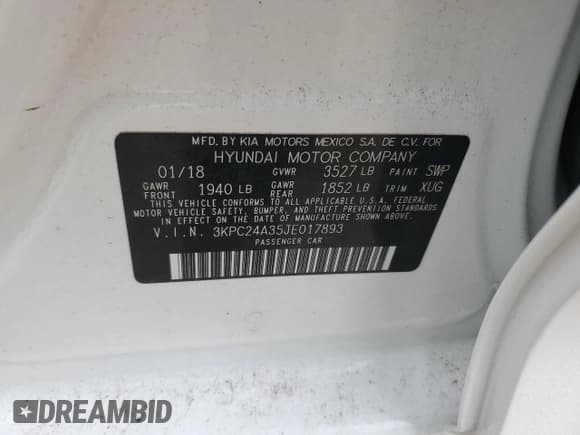 MFD. BY KIA MOTORS MEXICO S.A. DE C.V. FOR
HYUNDAI MOTOR COMPANY
01/18 GVWR 3527 LB PAINT SWP
GAWR FRONT 1940 LB GAWR REAR 1852 LB TRIM XUG
THIS VEHICLE CONFORMS TO ALL APPLICABLE U.S.A. FEDERAL
MOTOR VEHICLE SAFETY, BUMPER, AND THEFT PREVENTION STANDARDS
IN EFFECT ON THE DATE OF MANUFACTURE SHOWN ABOVE.
V.I.N. 3KPC24A35JE017893
PASSENGER CAR
DREAMBID